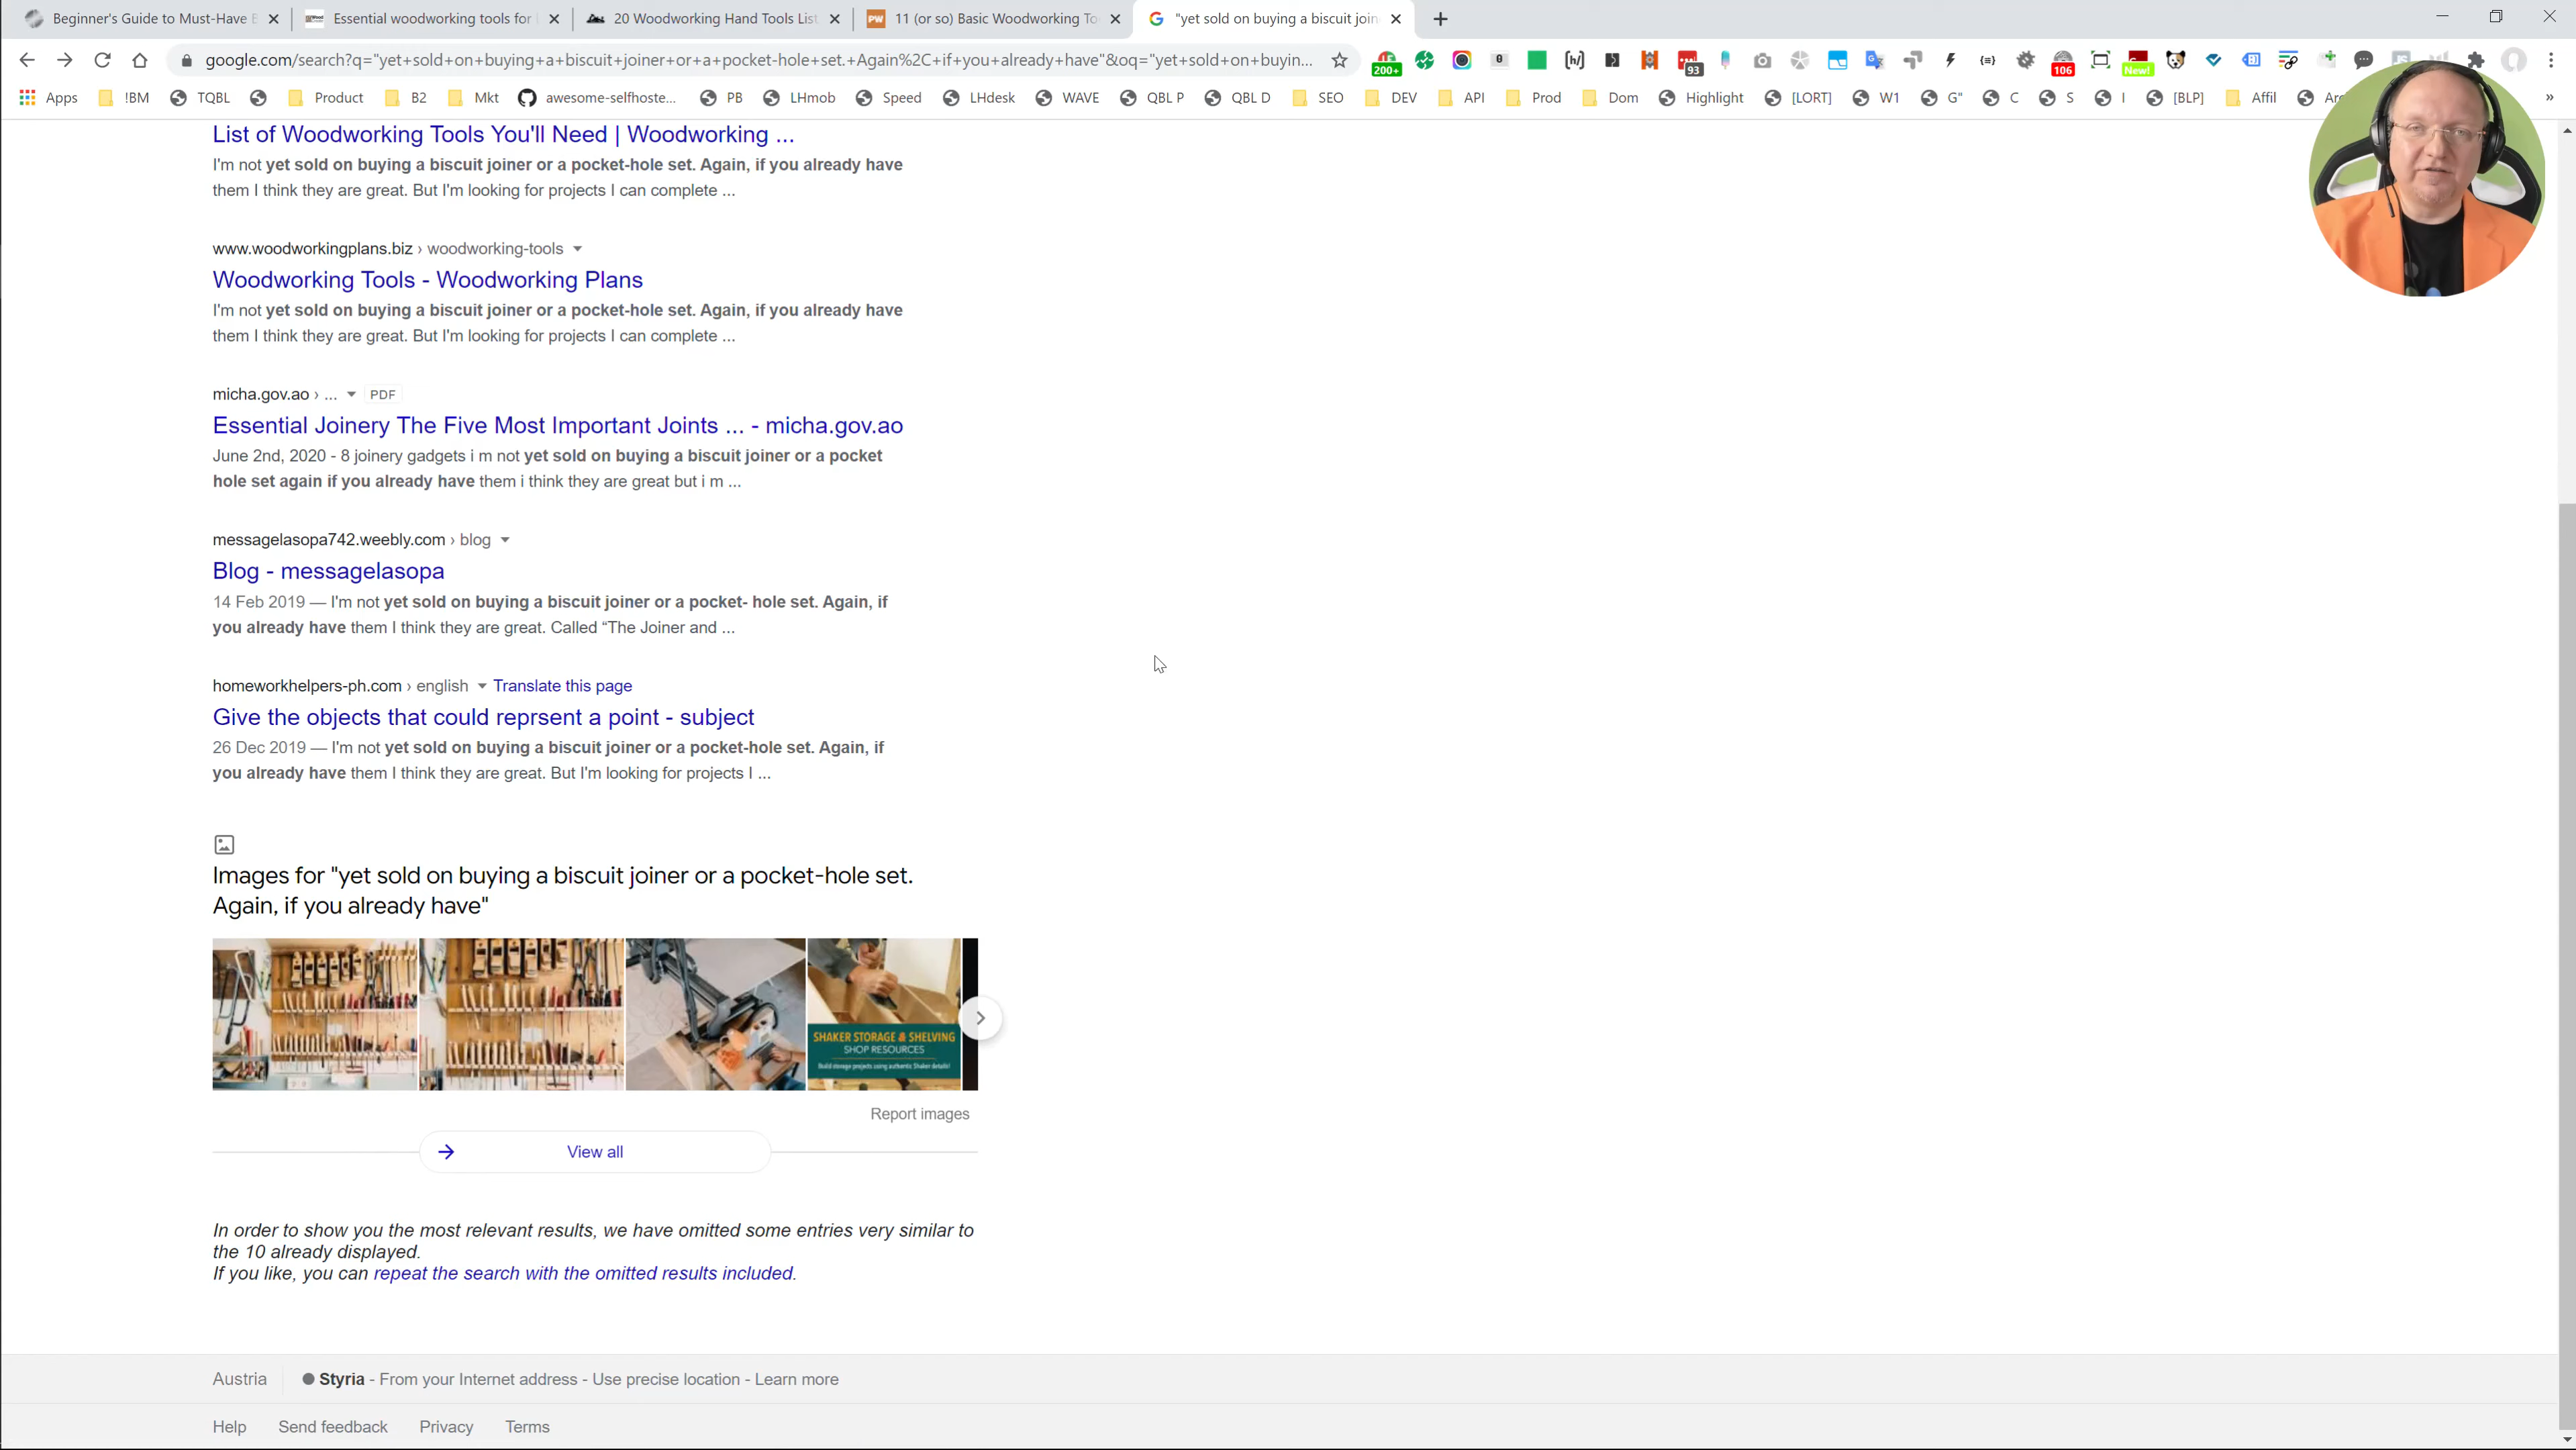 Beginner's Guide to Must-Have
Essential woodworking tools for
20 Woodworking Hand Tools List
PW 11 (or so) Basic Woodworking To
"yet sold on buying a biscuit join
google.com/search?q="yet+sold+on+buying+a+biscuit+joiner+or+a+pocket-hole+set.+Again%2C+if+you+already+have"&oq="yet+sold+on+buyin...
200+
93
106
New!
Apps !BM TQBL Product B2 Mkt awesome-selfhoste... PB LHmob Speed LHdesk WAVE QBL P QBL D SEO DEV API Prod Dom Highlight [LORT] W1 G" C S I [BLP] Affil »
List of Woodworking Tools You'll Need | Woodworking ...
I'm not yet sold on buying a biscuit joiner or a pocket-hole set. Again, if you already have
them I think they are great. But I'm looking for projects I can complete ...
www.woodworkingplans.biz › woodworking-tools
Woodworking Tools - Woodworking Plans
I'm not yet sold on buying a biscuit joiner or a pocket-hole set. Again, if you already have
them I think they are great. But I'm looking for projects I can complete ...
micha.gov.ao › ... PDF
Essential Joinery The Five Most Important Joints ... - micha.gov.ao
June 2nd, 2020 - 8 joinery gadgets i m not yet sold on buying a biscuit joiner or a pocket
hole set again if you already have them i think they are great but i m ...
messagelasopa742.weebly.com › blog
Blog - messagelasopa
14 Feb 2019 — I'm not yet sold on buying a biscuit joiner or a pocket- hole set. Again, if
you already have them I think they are great. Called “The Joiner and ...
homeworkhelpers-ph.com › english Translate this page
Give the objects that could reprsent a point - subject
26 Dec 2019 — I'm not yet sold on buying a biscuit joiner or a pocket-hole set. Again, if
you already have them I think they are great. But I'm looking for projects I ...
Images for "yet sold on buying a biscuit joiner or a pocket-hole set.
Again, if you already have"
SHAKER STORAGE & SHELVING
SHOP RESOURCES
Build storage projects using authentic Shaker details!
Report images
View all
In order to show you the most relevant results, we have omitted some entries very similar to
the 10 already displayed.
If you like, you can repeat the search with the omitted results included.
Austria Styria - From your Internet address - Use precise location - Learn more
Help Send feedback Privacy Terms